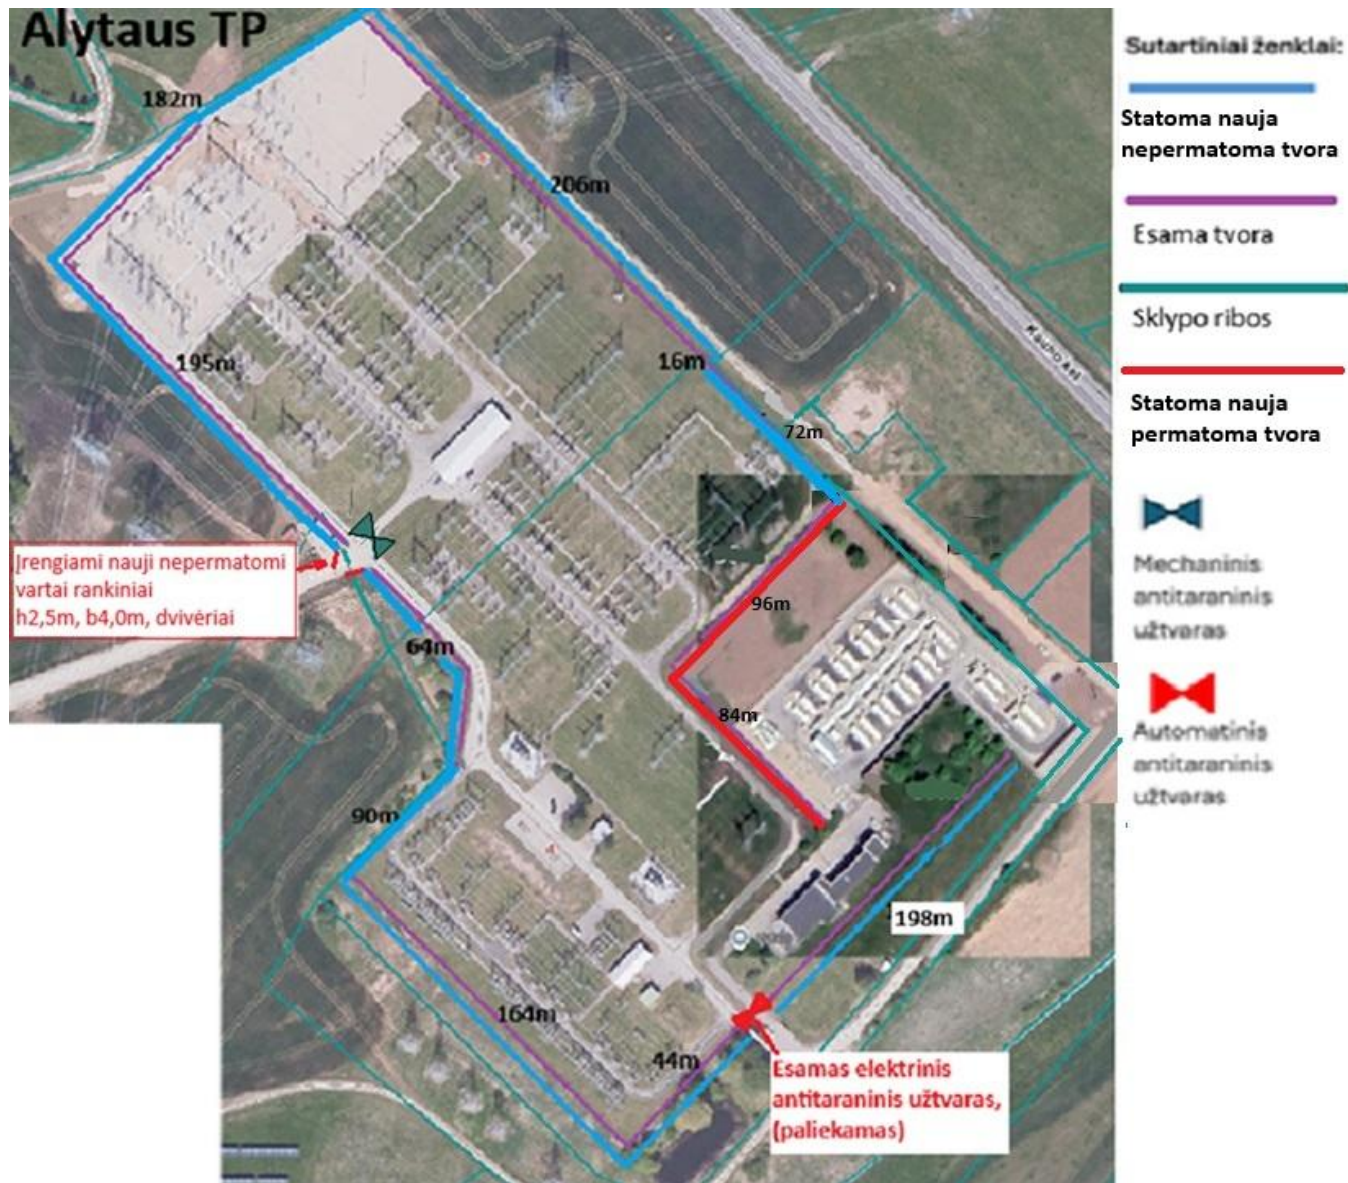 Alytaus TP
182m
206m
195m
16m
72m
Įrengiami nauji nepermatomi
vartai rankiniai
h2,5m, b4,0m, dvivėriai
64m
96m
84m
90m
198m
164m
44m
Esamas elektrinis
antitaraninis užtvaras,
(paliekamas)
Sutartiniai ženklai:
Statoma nauja
nepermatoma tvora
Esama tvora
Sklypo ribos
Statoma nauja
permatoma tvora
Mechaninis
antitaraninis
užtvaras
Automatinis
antitaraninis
užtvaras